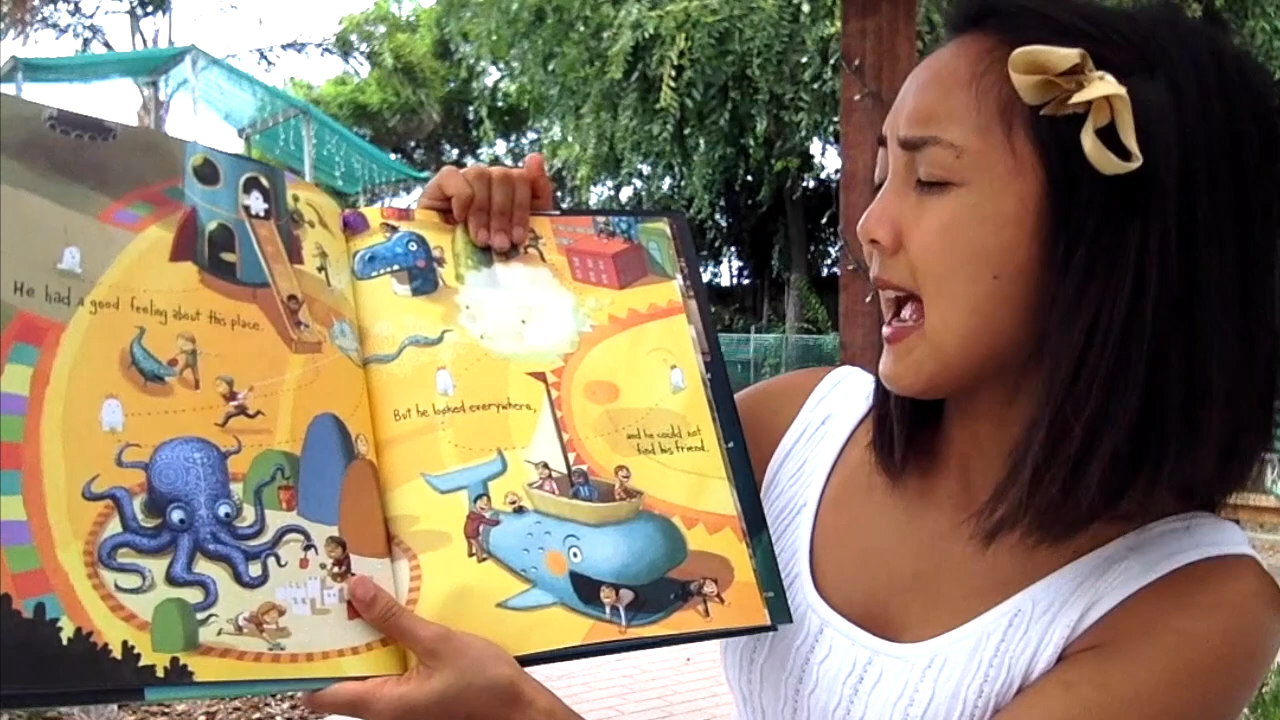 He had a good feeling about this place.
But he looked everywhere,
and he could not
find his friend.